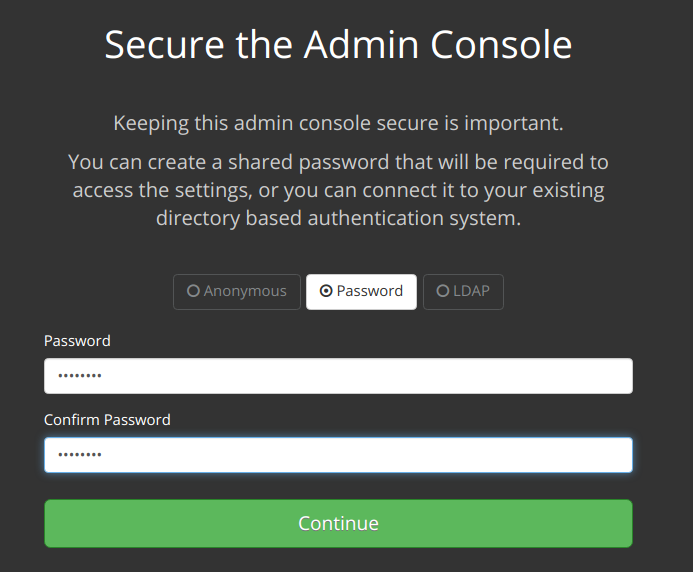 Secure the Admin Console
Keeping this admin console secure is important.
You can create a shared password that will be required to
access the settings, or you can connect it to your existing
directory based authentication system.
Anonymous Password LDAP
Password
••••••••
Confirm Password
••••••••
Continue